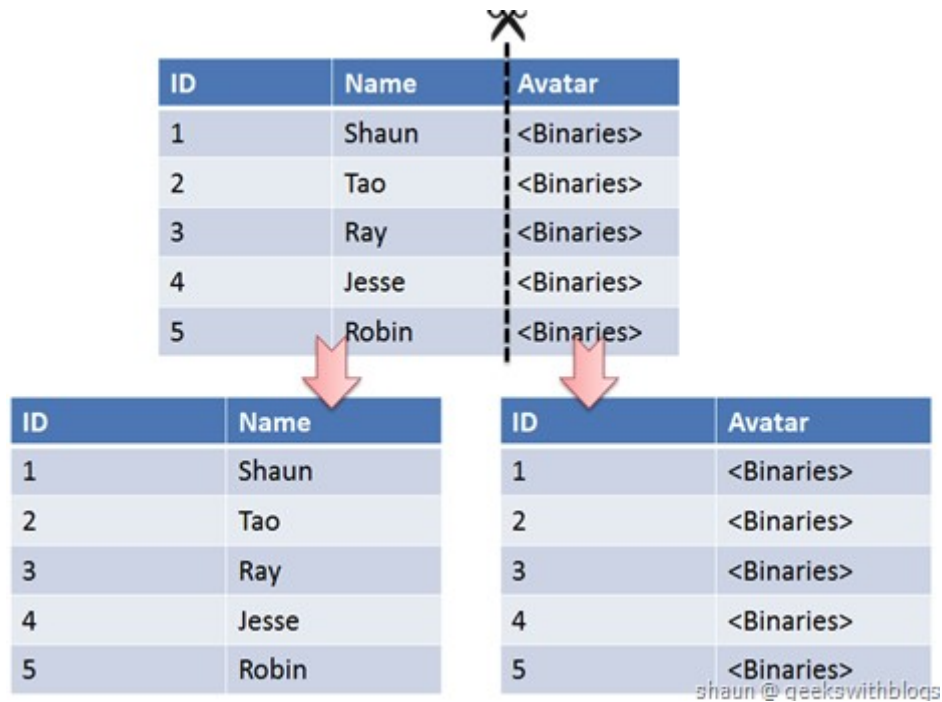 ID Name Avatar
1 Shaun <Binaries>
2 Tao <Binaries>
3 Ray <Binaries>
4 Jesse <Binaries>
5 Robin <Binaries>
ID Name
1 Shaun
2 Tao
3 Ray
4 Jesse
5 Robin
ID Avatar
1 <Binaries>
2 <Binaries>
3 <Binaries>
4 <Binaries>
5 <Binaries>
shaun @ geekswithblogs